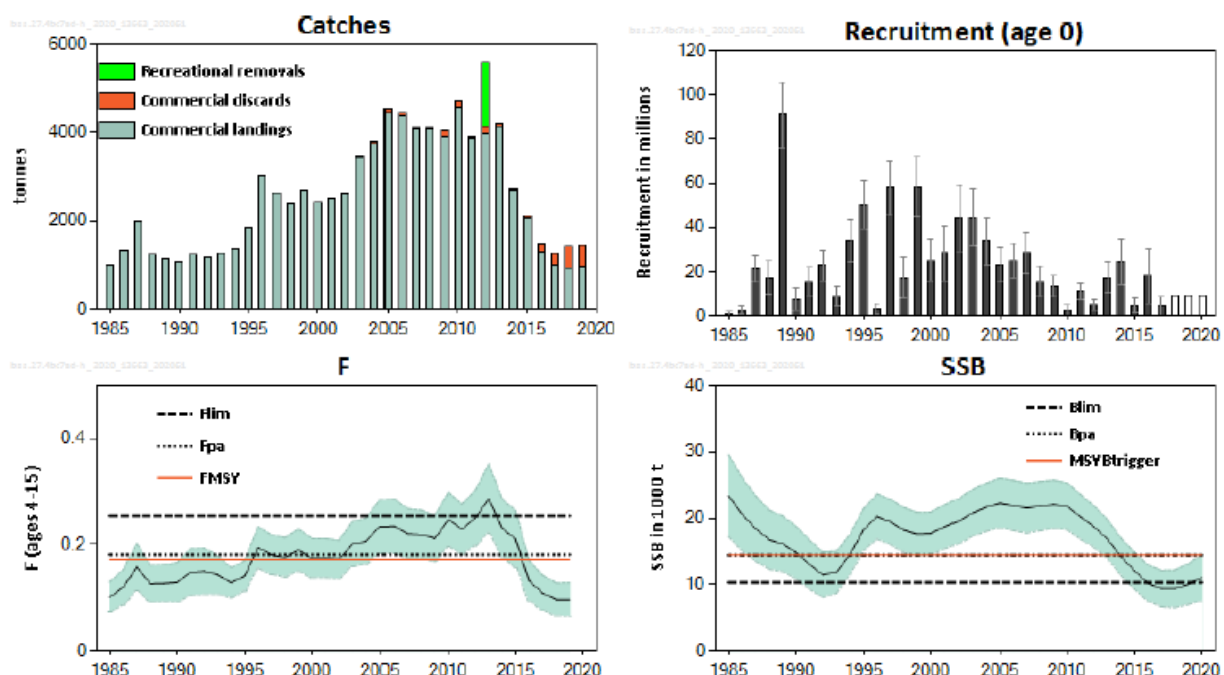 Catches
6000
4000
2000
0
tonnes
Recreational removals
Commercial discards
Commercial landings
1985 1990 1995 2000 2005 2010 2015 2020
Recruitment (age 0)
120
100
80
60
40
20
0
Recruitment in millions
1985 1990 1995 2000 2005 2010 2015 2020
F
0.4
0.2
0
F (ages 4-15)
Flim
Fpa
FMSY
1985 1990 1995 2000 2005 2010 2015 2020
SSB
40
30
20
10
0
SSB in 1000 t
Blim
Bpa
MSYBtrigger
1985 1990 1995 2000 2005 2010 2015 2020